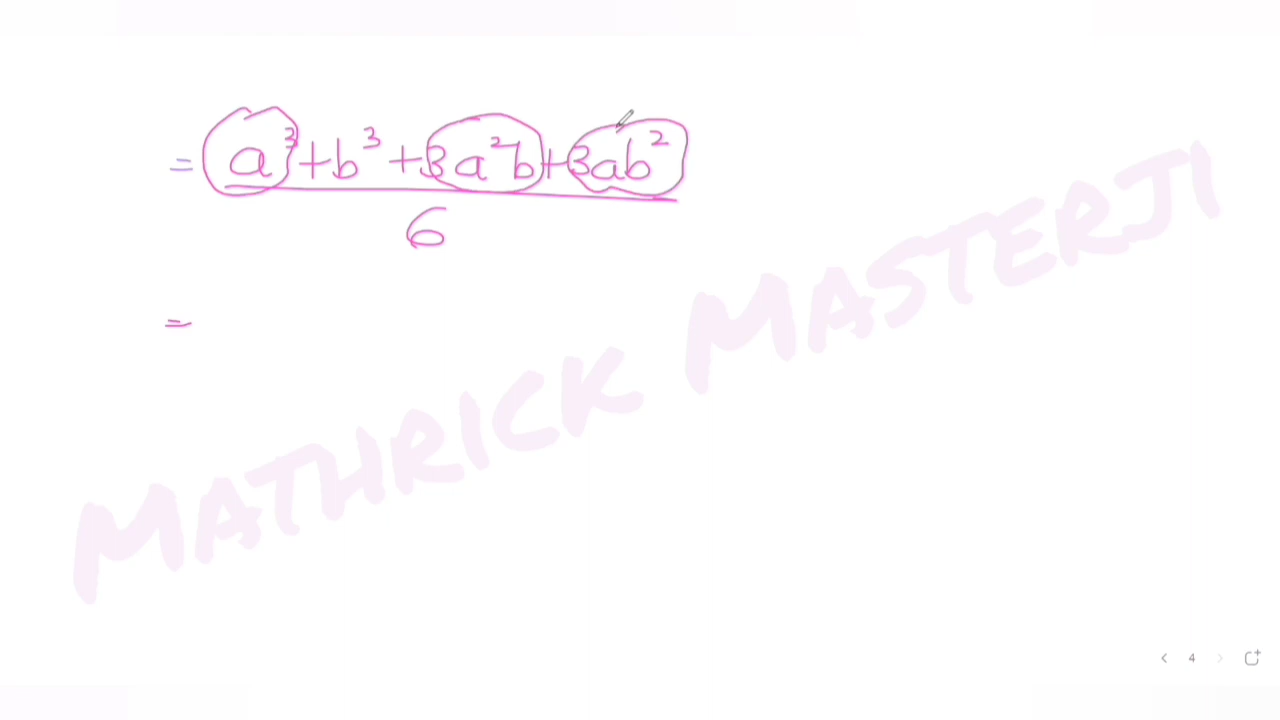 = a³+b³+3a²b+3ab²
6
=
MATHRICK MASTERJI
4